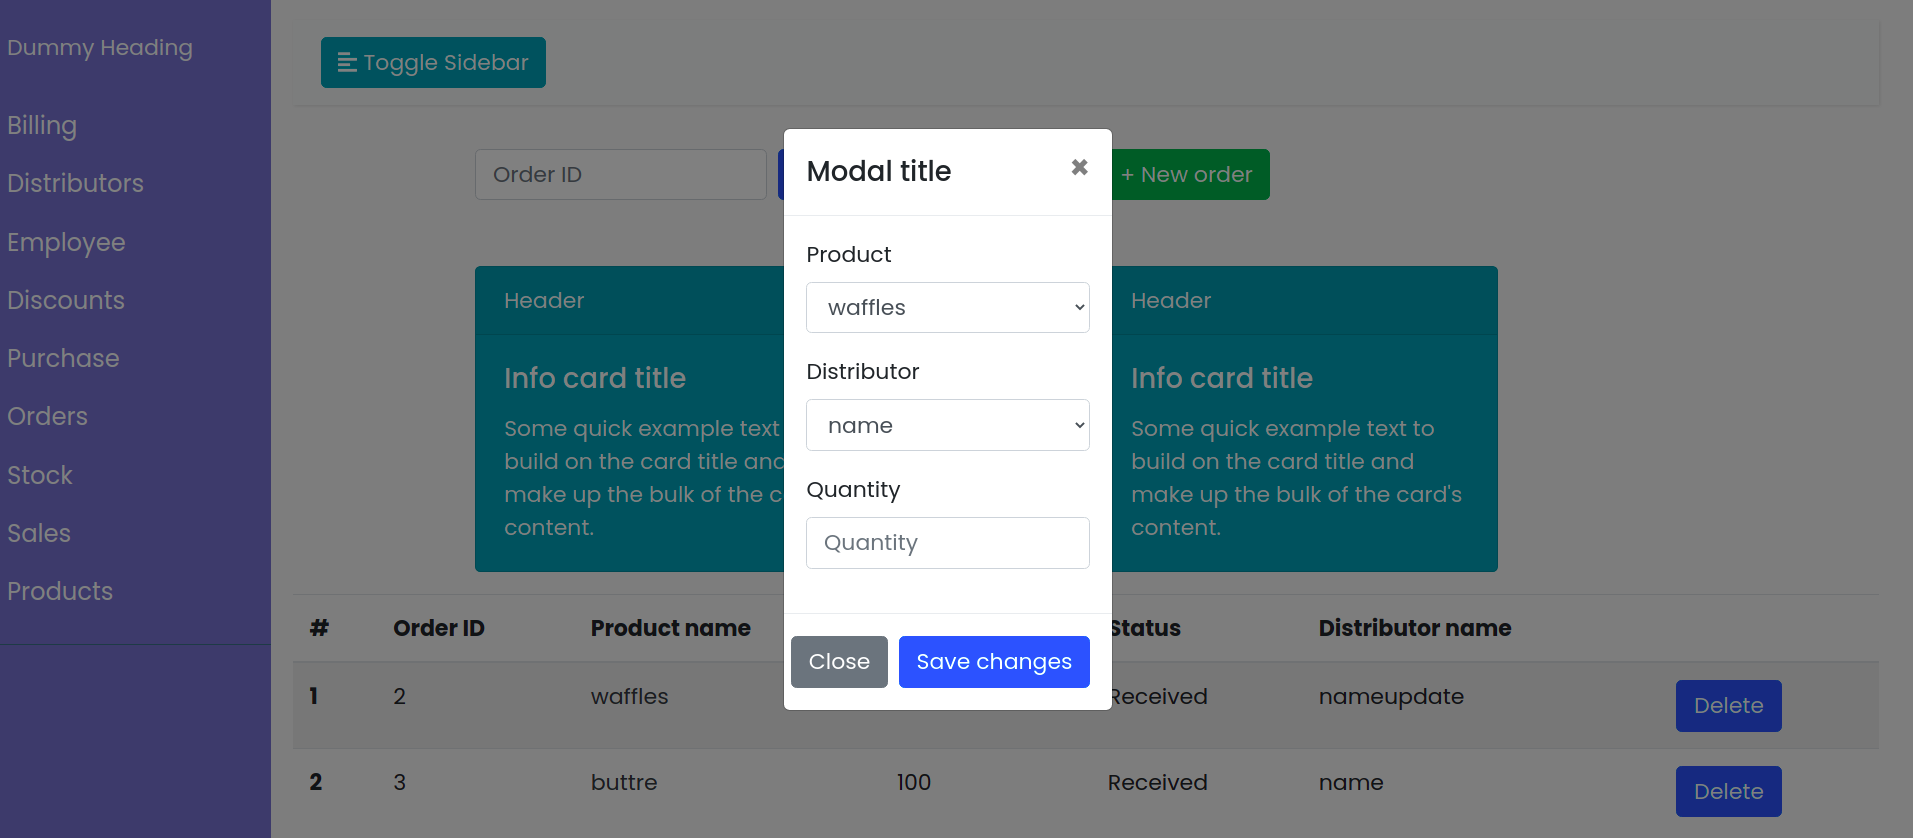 Dummy Heading
Billing
Distributors
Employee
Discounts
Purchase
Orders
Stock
Sales
Products
Toggle Sidebar
Order ID
+ New order
Modal title
Product
waffles
Distributor
name
Quantity
Quantity
Close Save changes
Header
Info card title
Some quick example text
build on the card title and
make up the bulk of the
content.
Header
Info card title
Some quick example text to
build on the card title and
make up the bulk of the card's
content.
# Order ID Product name Status Distributor name
1 2 waffles Received nameupdate Delete
2 3 buttre 100 Received name Delete